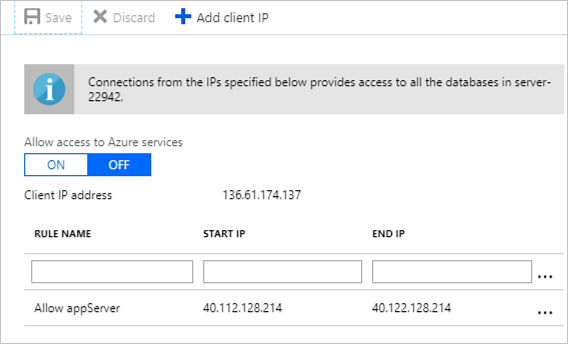 Save Discard Add client IP
Connections from the IPs specified below provides access to all the databases in server-
22942.
Allow access to Azure services
ON OFF
Client IP address 136.61.174.137
RULE NAME START IP END IP
...
Allow appServer 40.112.128.214 40.122.128.214 ...